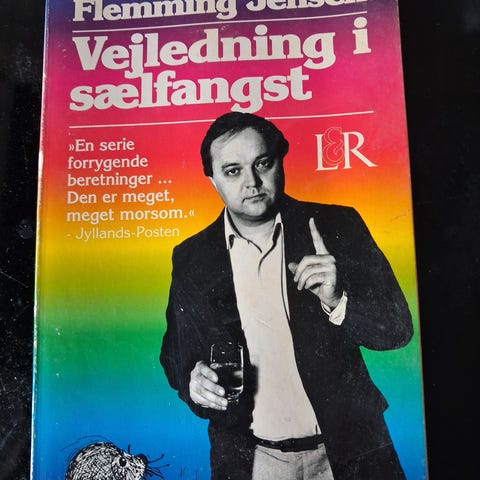 Flemming Jensen
Vejledning i
sælfangst
»En serie
forrygende
beretninger ...
Den er meget,
meget morsom.«
- Jyllands-Posten
L&R